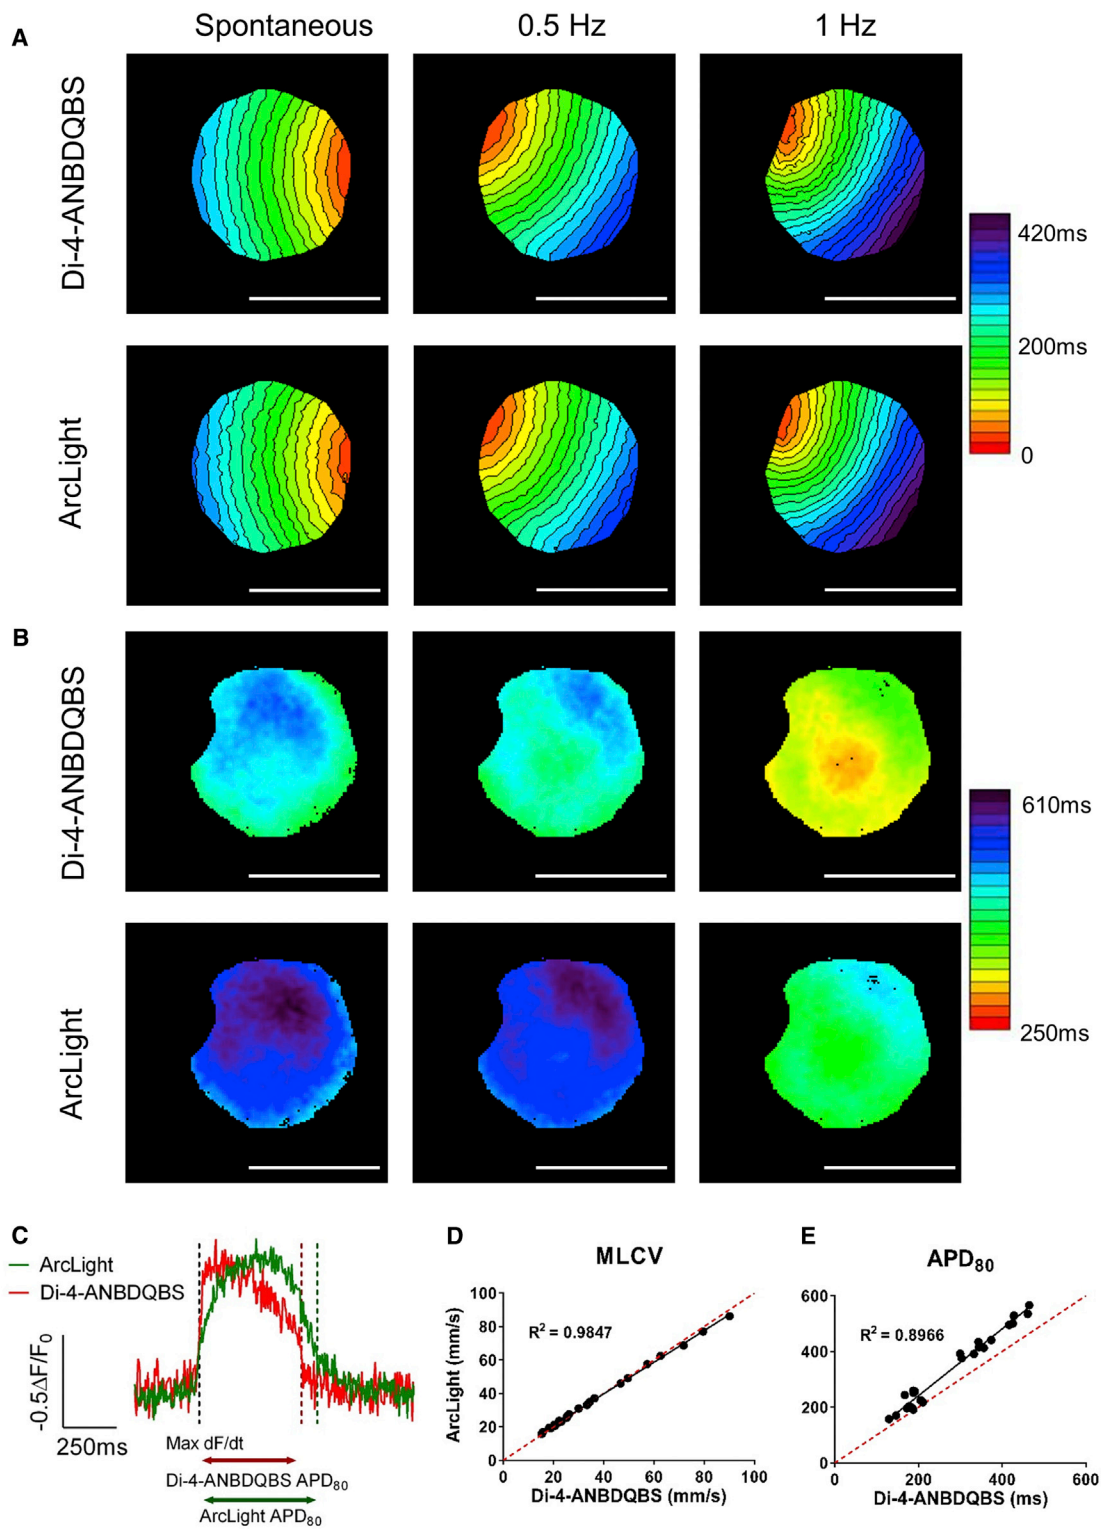 A
Spontaneous
0.5 Hz
1 Hz
Di-4-ANBDQBS
420ms
200ms
0
ArcLight
B
Di-4-ANBDQBS
610ms
250ms
ArcLight
C
ArcLight
Di-4-ANBDQBS
-0.5ΔF/F0
250ms
Max dF/dt
Di-4-ANBDQBS APD80
ArcLight APD80
D
MLCV
R2 = 0.9847
ArcLight (mm/s)
100
80
60
40
20
0
0 20 40 60 80 100
Di-4-ANBDQBS (mm/s)
E
APD80
R2 = 0.8966
600
400
200
0
0 200 400 600
Di-4-ANBDQBS (ms)